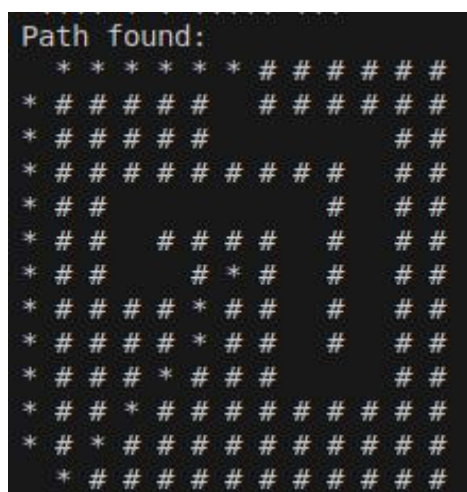 Path found:
  * * * * * * # # # # # #
* # # # # #   # # # # # #
* # # # # #           # #
* # # # # # # # # #   # #
* # #             #   # #
* # #   # # # #   #   # #
* # #     # * #   #   # #
* # # # # * # #   #   # #
* # # # # * # #   #   # #
* # # # * # # #       # #
* # # * # # # # # # # # #
* # * # # # # # # # # # #
  * # # # # # # # # # # #